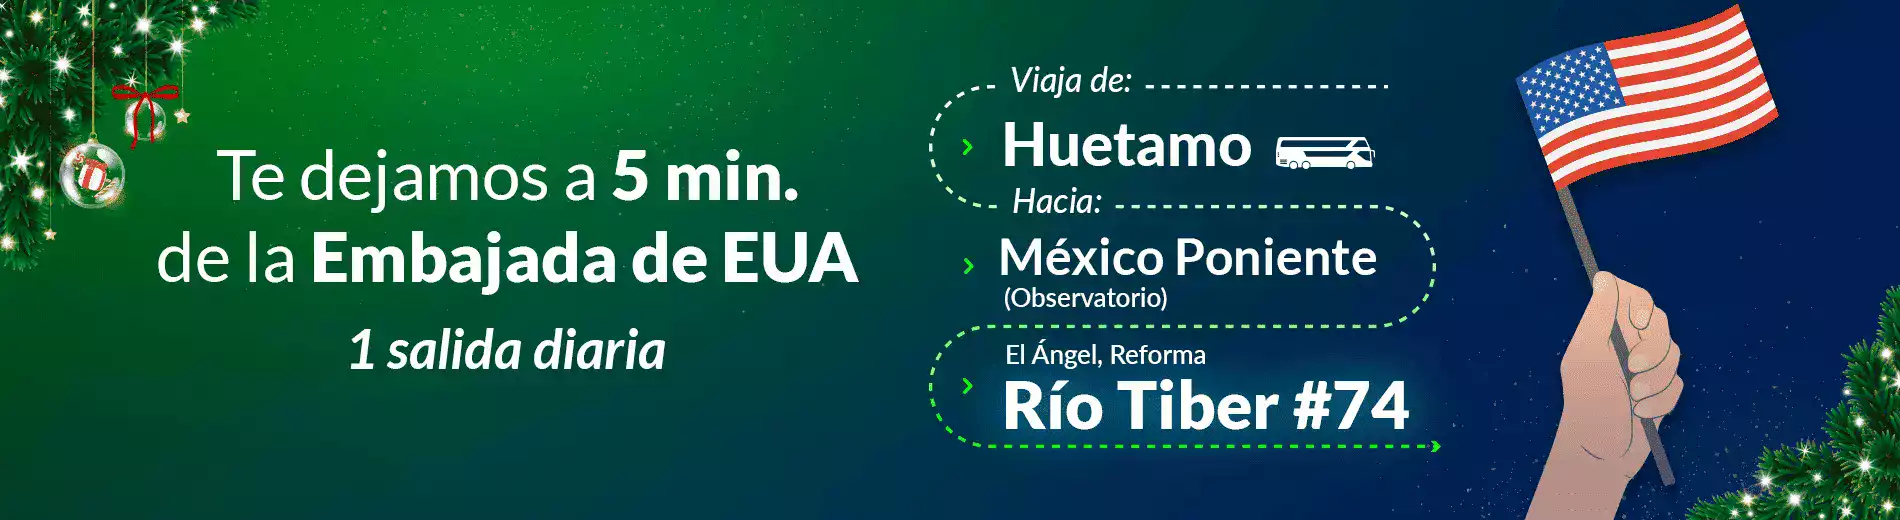 Te dejamos a 5 min.
de la Embajada de EUA
1 salida diaria
Viaja de:
Huetamo
Hacia:
México Poniente
(Observatorio)
El Ángel, Reforma
Río Tiber #74